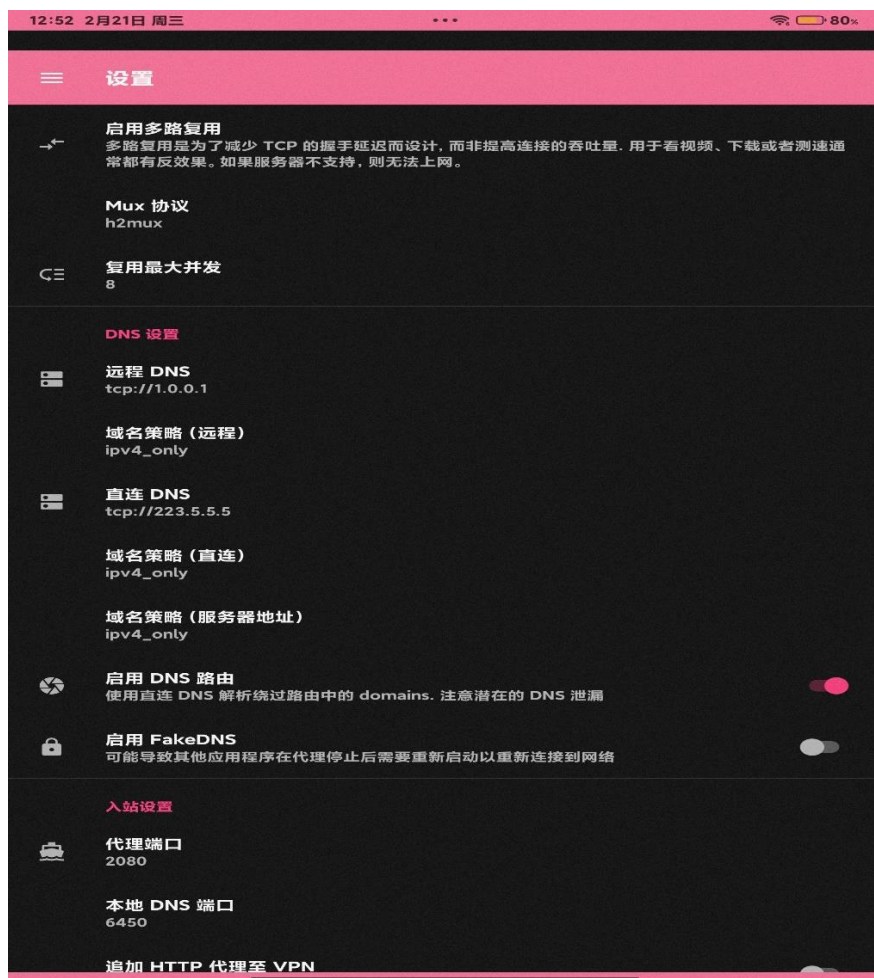 12:52 2月21日 周三
80%
设置
启用多路复用
多路复用是为了减少 TCP 的握手延迟而设计, 而非提高连接的吞吐量. 用于看视频、下载或者测速通
常都有反效果。如果服务器不支持, 则无法上网。
Mux 协议
h2mux
复用最大并发
8
DNS 设置
远程 DNS
tcp://1.0.0.1
域名策略 (远程)
ipv4_only
直连 DNS
tcp://223.5.5.5
域名策略 (直连)
ipv4_only
域名策略 (服务器地址)
ipv4_only
启用 DNS 路由
使用直连 DNS 解析绕过路由中的 domains. 注意潜在的 DNS 泄漏
启用 FakeDNS
可能导致其他应用程序在代理停止后需要重新启动以重新连接到网络
入站设置
代理端口
2080
本地 DNS 端口
6450
追加 HTTP 代理至 VPN